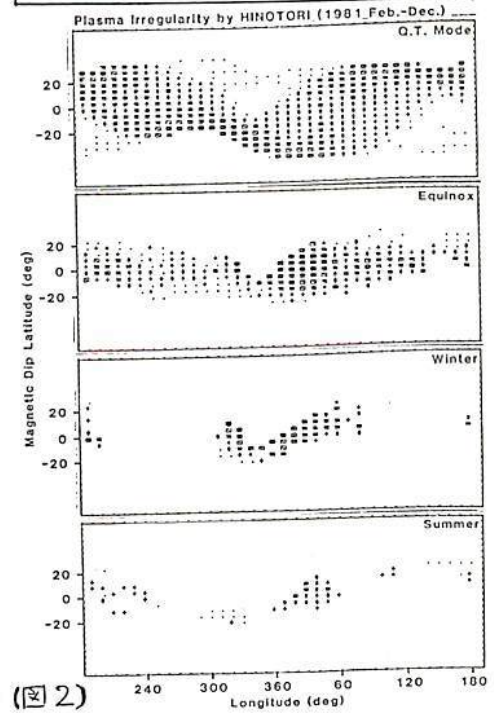 Plasma Irregularity by HINOTORI (1981 Feb.-Dec.)
Q.T. Mode
20
0
-20
Equinox
20
0
-20
Winter
20
0
-20
Summer
20
0
-20
Magnetic Dip Latitude (deg)
240 300 360 60 120 180
Longitude (deg)
(図2)